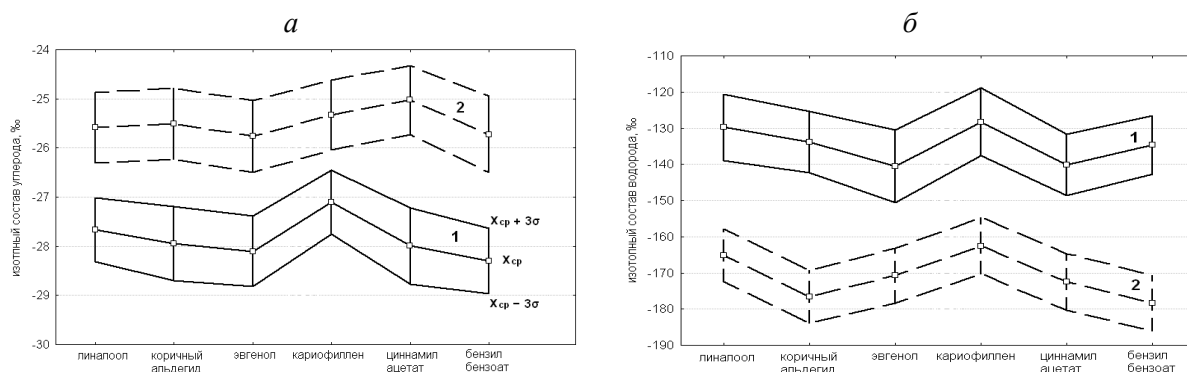 а
изотпный состав углерода, ‰
-24
-25
-26
-27
-28
-29
-30
2
1
Xср + 3σ
Xср
Xср − 3σ
линалоол
коричный альдегид
эвгенол
кариофиллен
циннамил ацетат
бензил бензоат
б
изотопный состав водорода, ‰
-110
-120
-130
-140
-150
-160
-170
-180
-190
1
2
линалоол
коричный альдегид
эвгенол
кариофиллен
циннамил ацетат
бензил бензоат